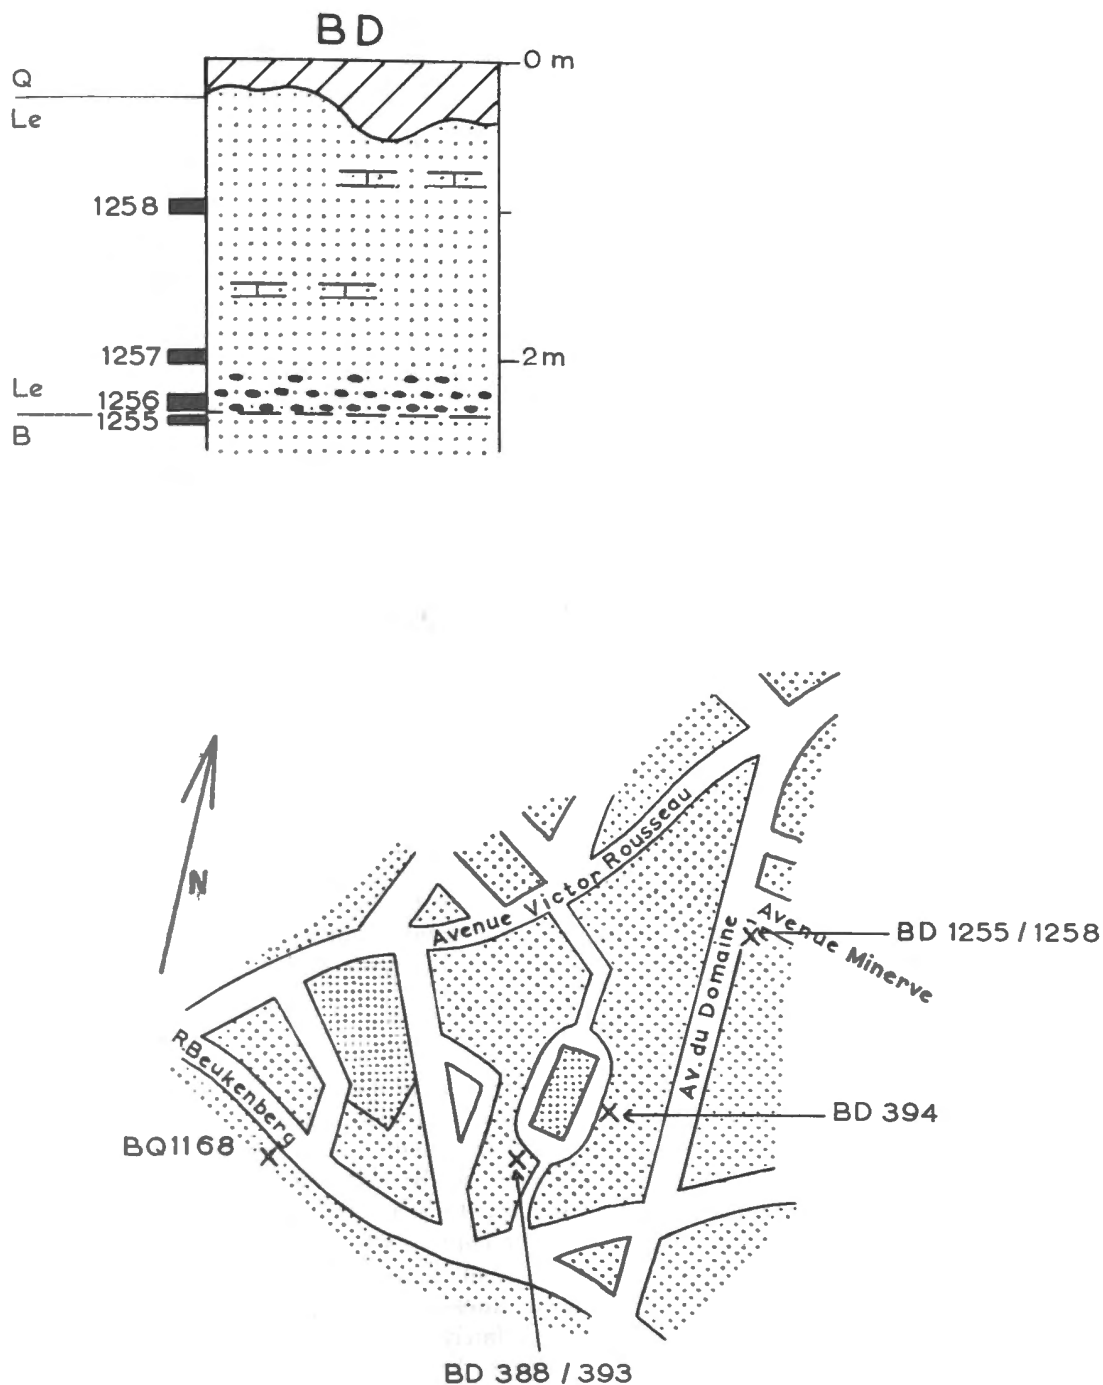 BD
0 m
Q
Le
1258
1257
2m
Le
1256
1255
B
N
Avenue Victor Rousseau
Av. du Domaine
Avenue Minerve
BD 1255 / 1258
R.Beukenberg
BD 394
BQ1168
BD 388 / 393